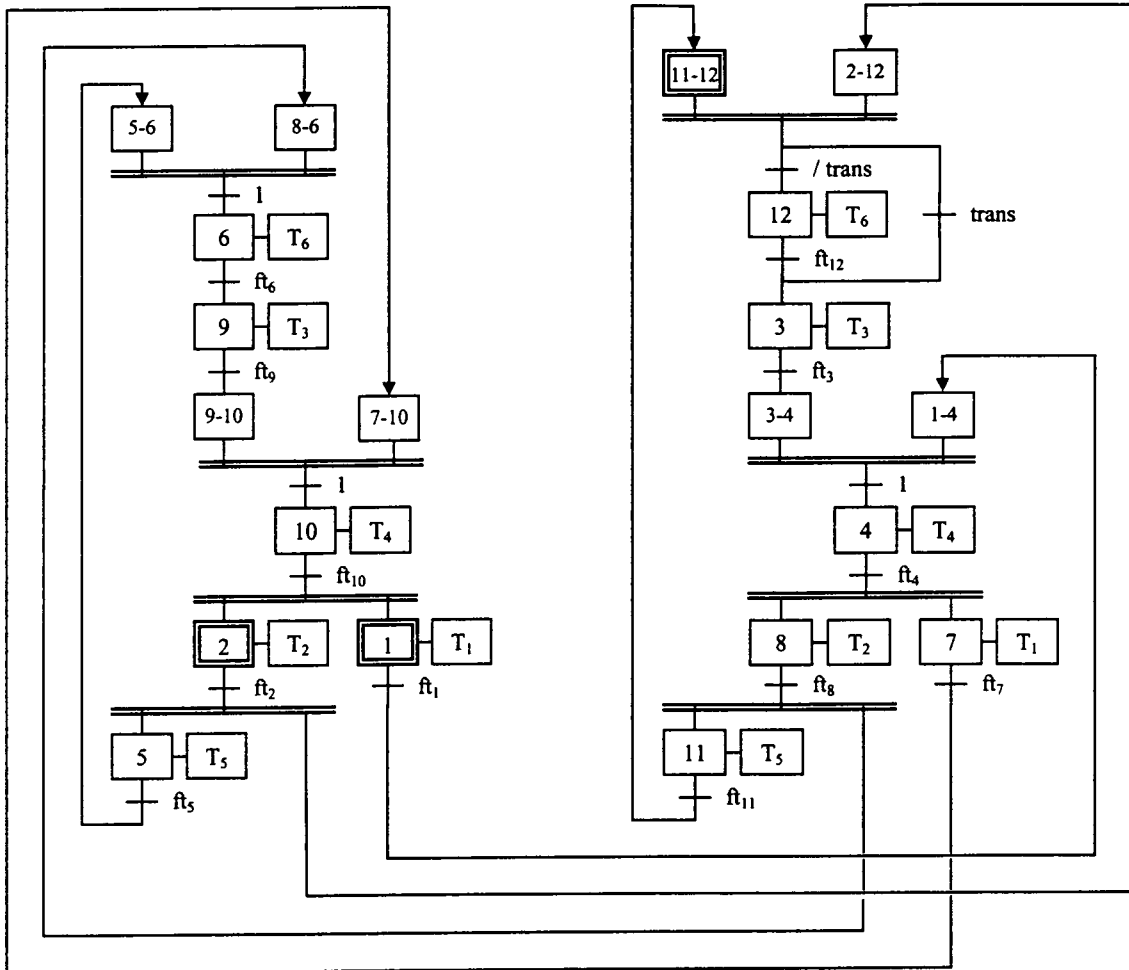 11-12 2-12
5-6 8-6
/ trans
1
12 T6 trans
6 T6
ft12
ft6
9 T3 3 T3
ft9 ft3
9-10 7-10 3-4 1-4
1 1
10 T4 4 T4
ft10 ft4
2 T2 1 T1 8 T2 7 T1
ft2 ft1 ft8 ft7
5 T5 11 T5
ft5 ft11